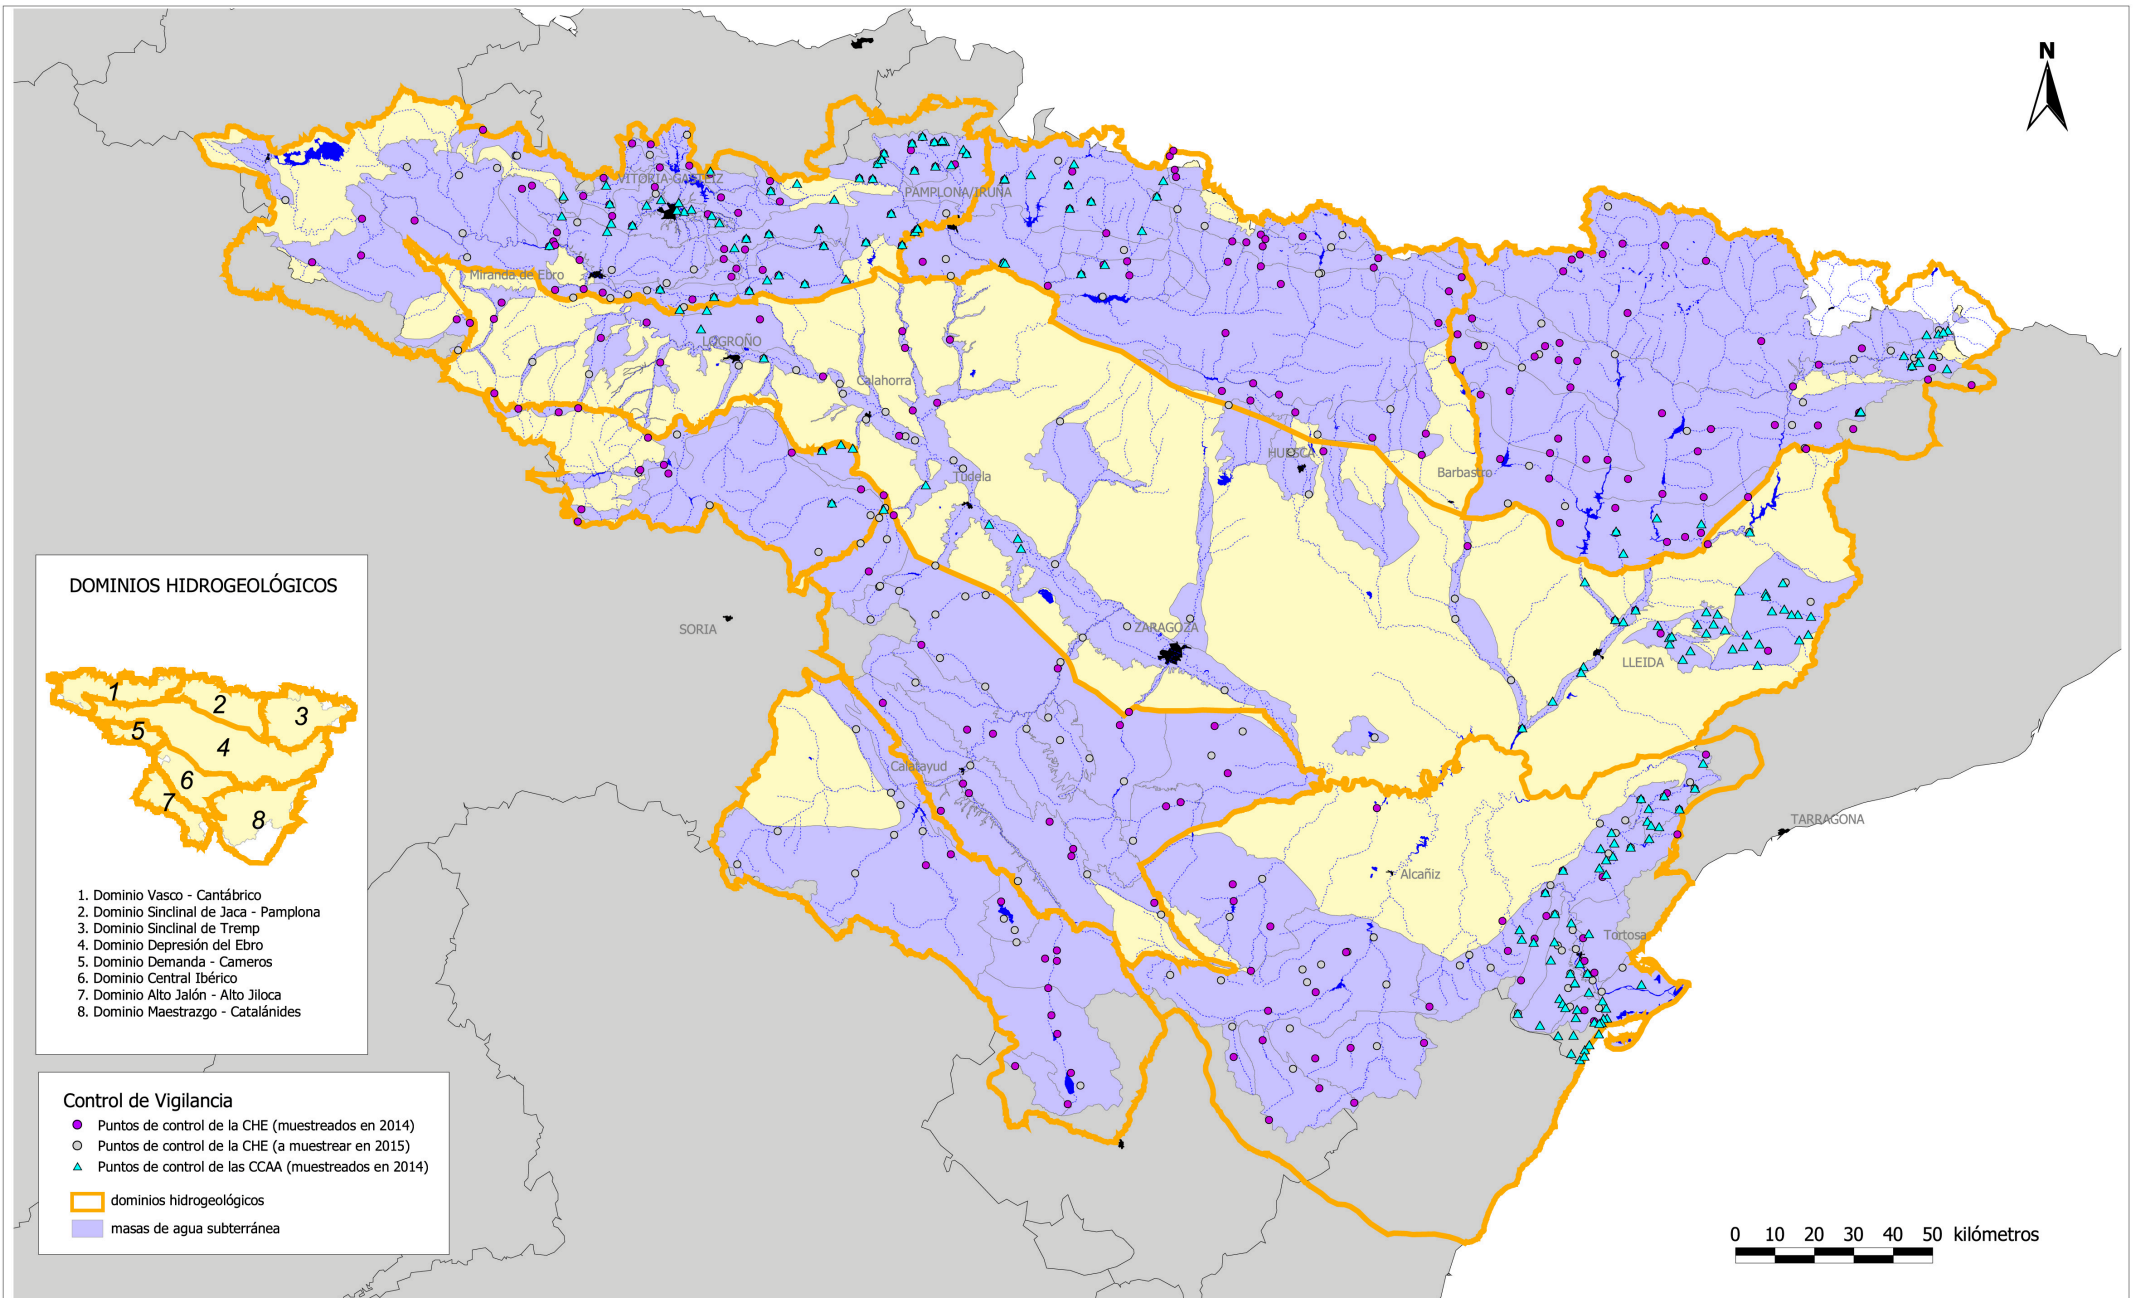 N
VITORIA-GASTEIZ
PAMPLONA/IRUÑA
Miranda de Ebro
LOGROÑO
Calahorra
HUESCA
Barbastro
Tudela
DOMINIOS HIDROGEOLÓGICOS
SORIA
ZARAGOZA
LLEIDA
1
2
3
5
4
6
7
8
Calatayud
TARRAGONA
Alcañiz
Tortosa
1. Dominio Vasco - Cantábrico
2. Dominio Sinclinal de Jaca - Pamplona
3. Dominio Sinclinal de Tremp
4. Dominio Depresión del Ebro
5. Dominio Demanda - Cameros
6. Dominio Central Ibérico
7. Dominio Alto Jalón - Alto Jiloca
8. Dominio Maestrazgo - Catalánides
Control de Vigilancia
Puntos de control de la CHE (muestreados en 2014)
Puntos de control de la CHE (a muestrear en 2015)
Puntos de control de las CCAA (muestreados en 2014)
dominios hidrogeológicos
masas de agua subterránea
0 10 20 30 40 50 kilómetros